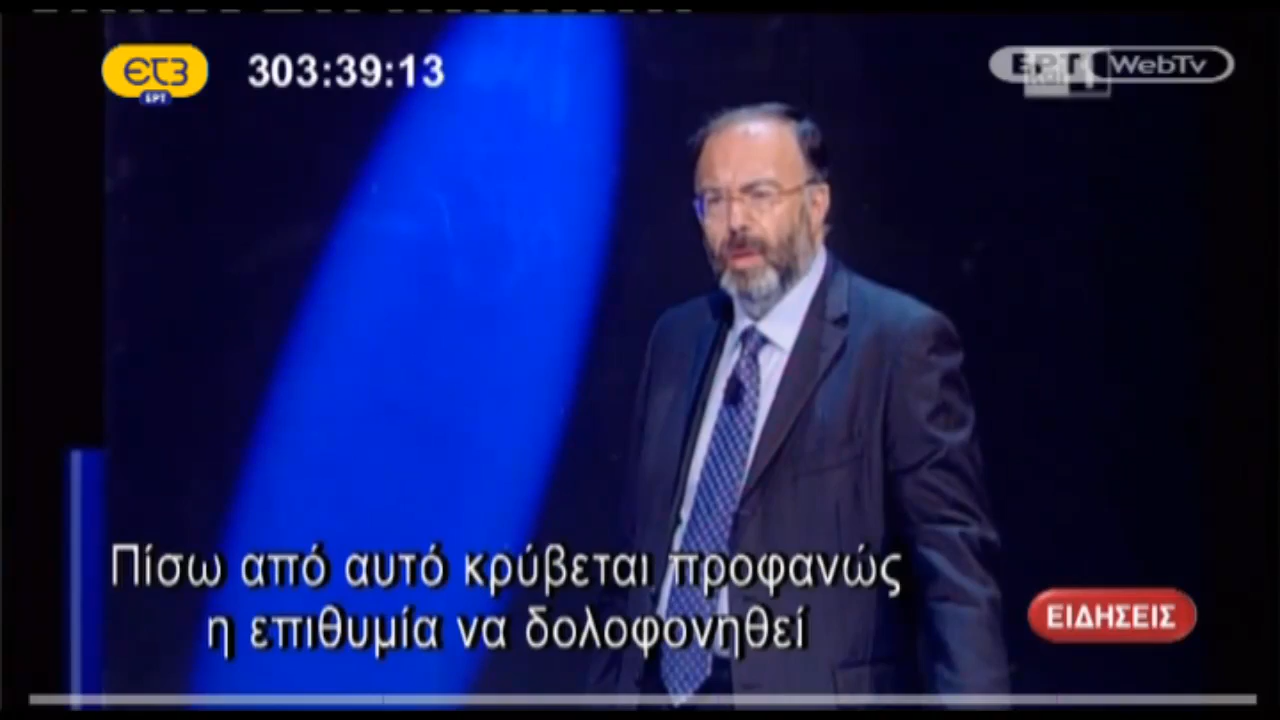 ετ3
ΕΡΤ
303:39:13
ΕΡΤ WebTv
Πίσω από αυτό κρύβεται προφανώς
η επιθυμία να δολοφονηθεί
ΕΙΔΗΣΕΙΣ